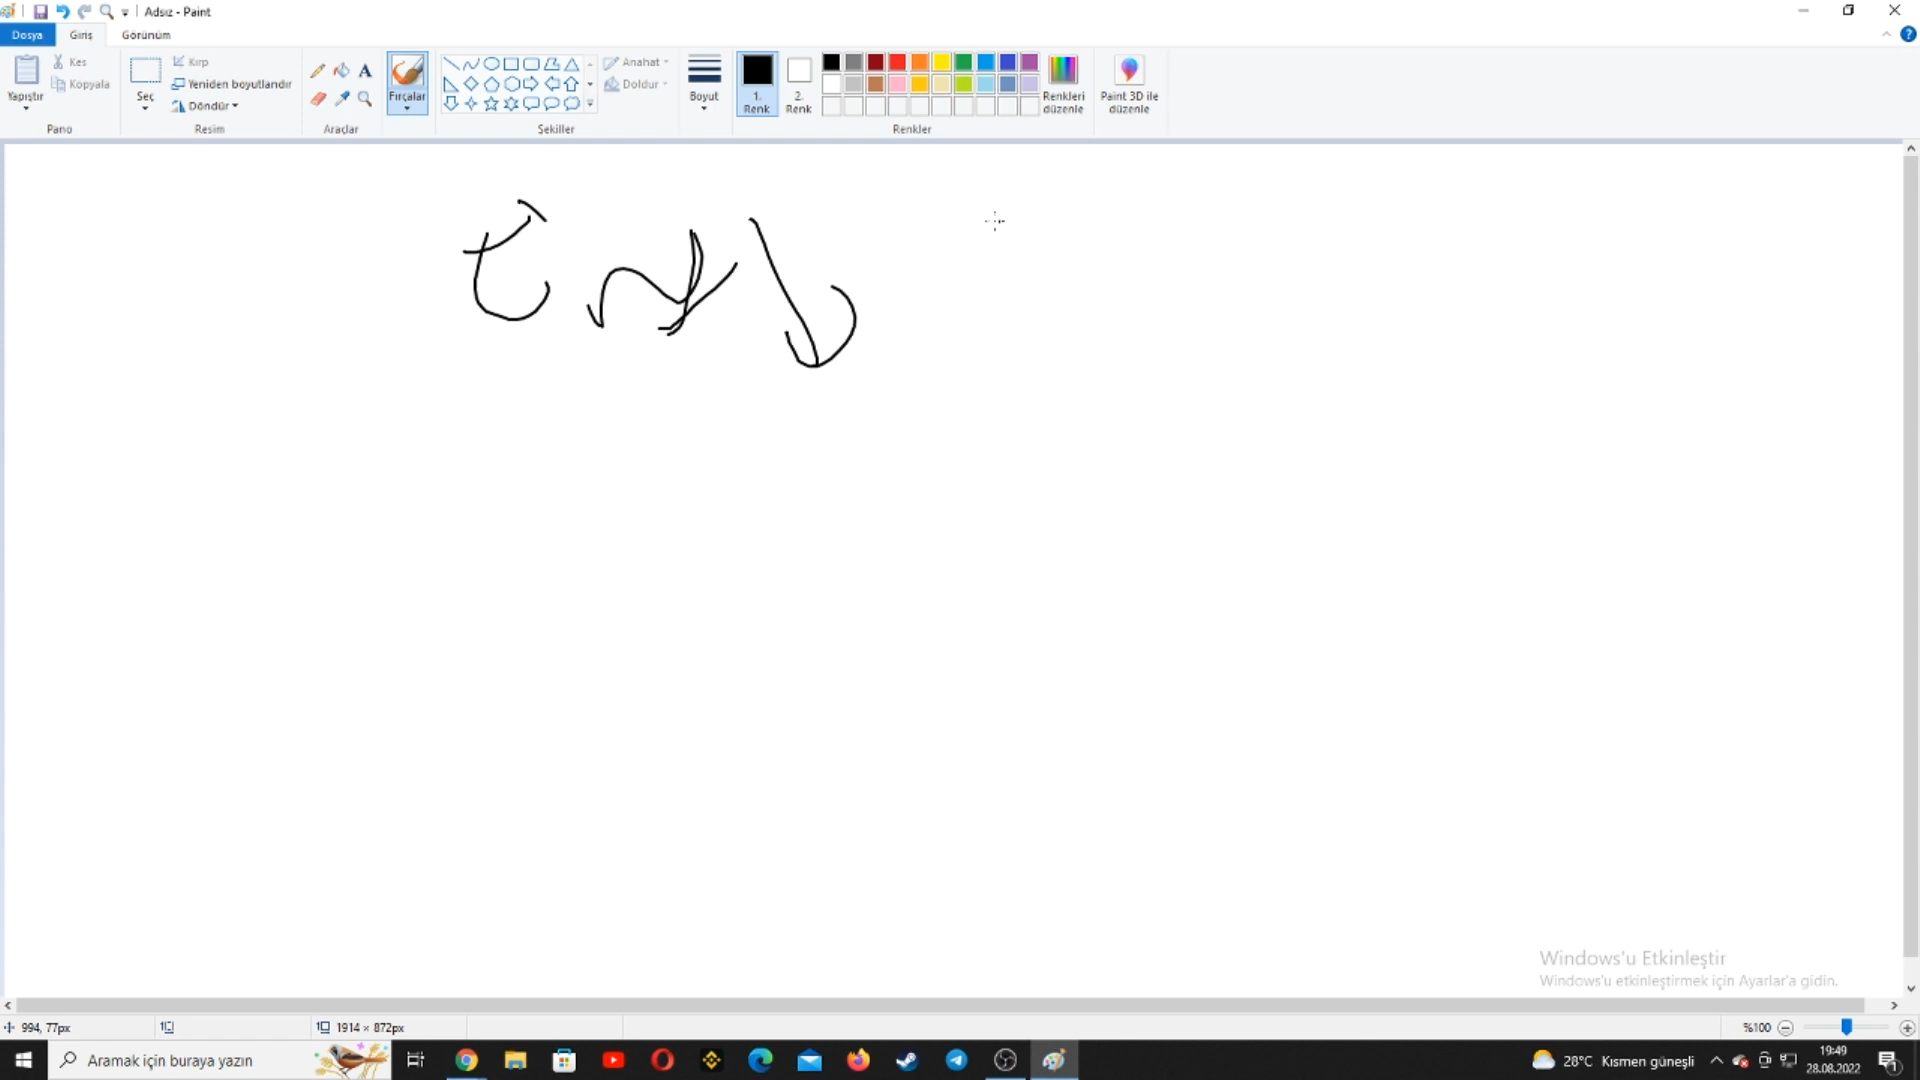 Adsız - Paint
Dosya Giriş Görünüm
Yapıştır Kes Kopyala Pano
Seç Kırp Yeniden boyutlandır Döndür Resim
A Araçlar
Fırçalar
Anahat Doldur Şekiller
Boyut
1. Renk 2. Renk Renkleri düzenle Renkler
Paint 3D ile düzenle
Windows'u Etkinleştir
Windows'u etkinleştirmek için Ayarlar'a gidin.
994, 77px 1914 × 872px %100
Aramak için buraya yazın 28°C Kısmen güneşli 19:49
28.08.2022 1